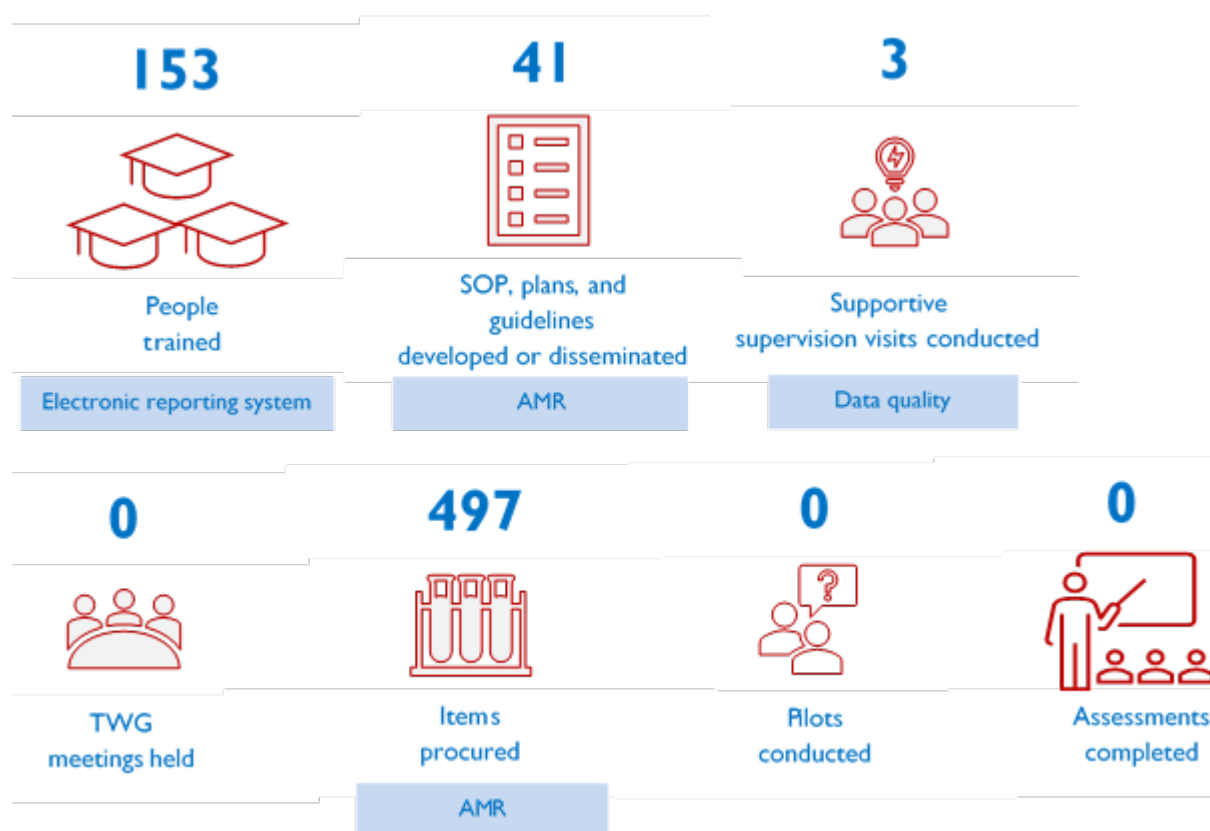 153
People
trained
Electronic reporting system
41
SOP, plans, and
guidelines
developed or disseminated
AMR
3
Supportive
supervision visits conducted
Data quality
0
TWG
meetings held
497
Items
procured
AMR
0
?
Pilots
conducted
0
Assessments
completed